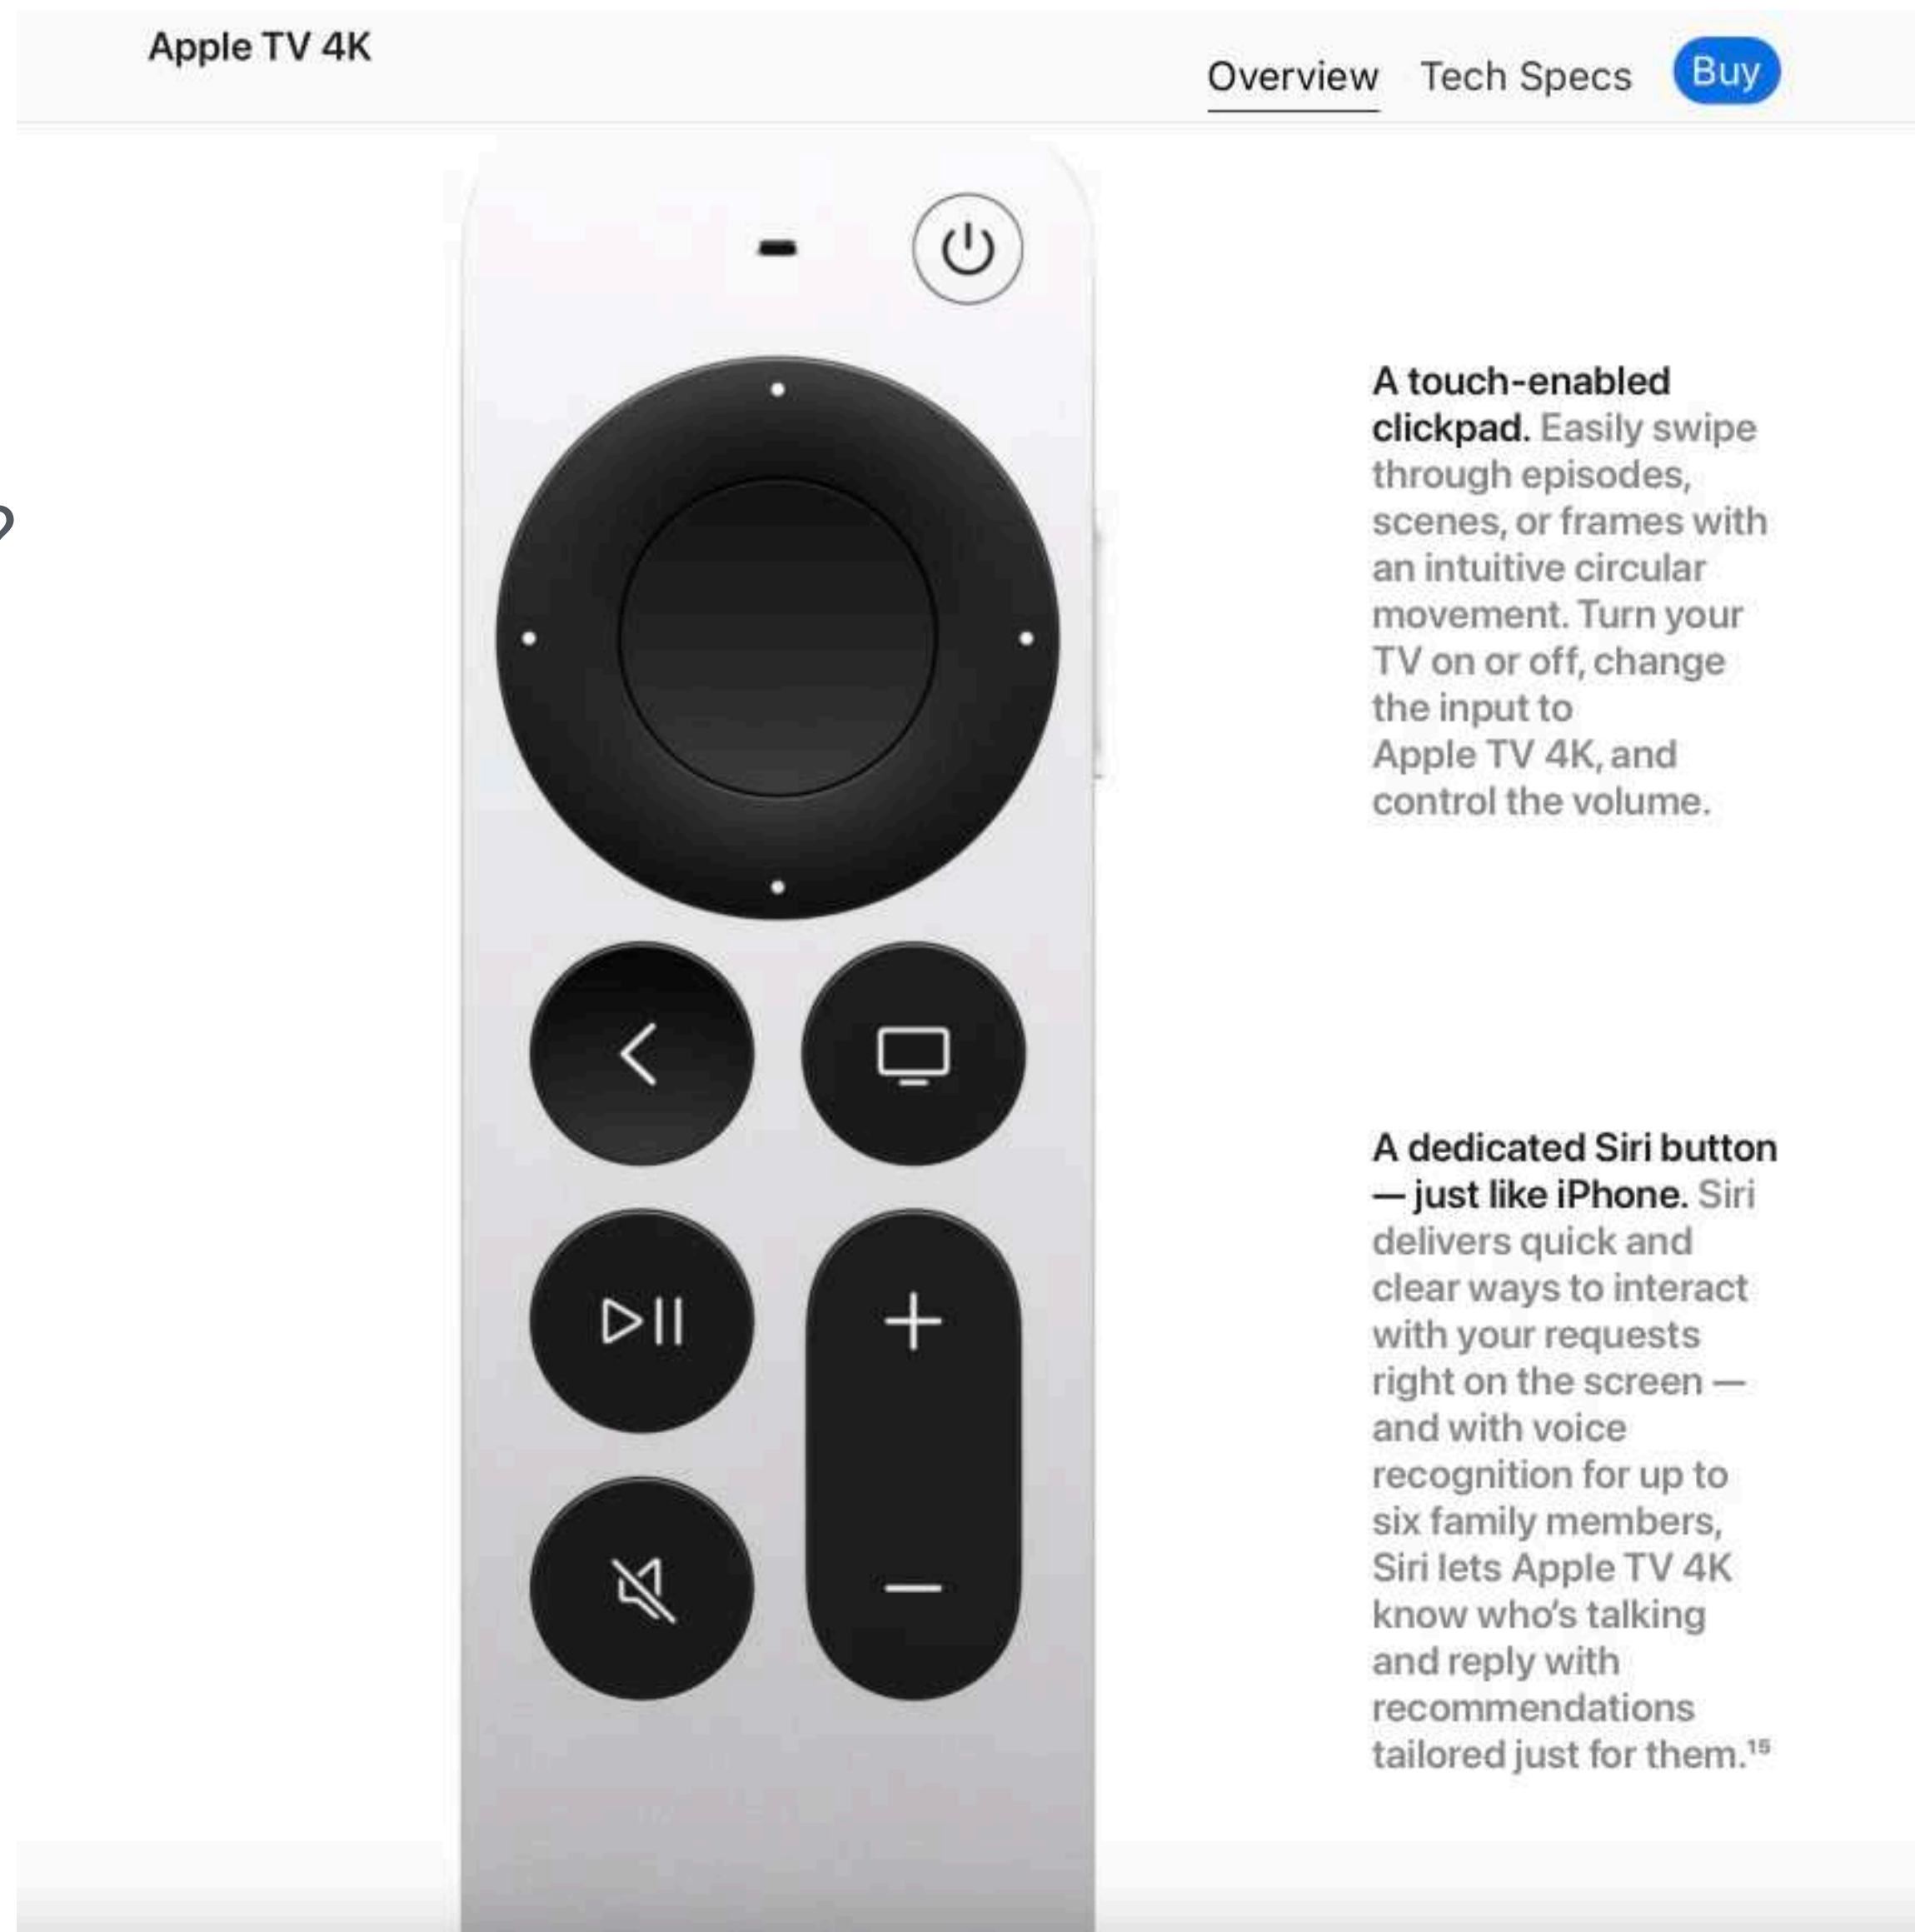 Apple TV 4K
Overview Tech Specs Buy
A touch-enabled
clickpad. Easily swipe
through episodes,
scenes, or frames with
an intuitive circular
movement. Turn your
TV on or off, change
the input to
Apple TV 4K, and
control the volume.
A dedicated Siri button
— just like iPhone. Siri
delivers quick and
clear ways to interact
with your requests
right on the screen —
and with voice
recognition for up to
six family members,
Siri lets Apple TV 4K
know who’s talking
and reply with
recommendations
tailored just for them.¹⁵